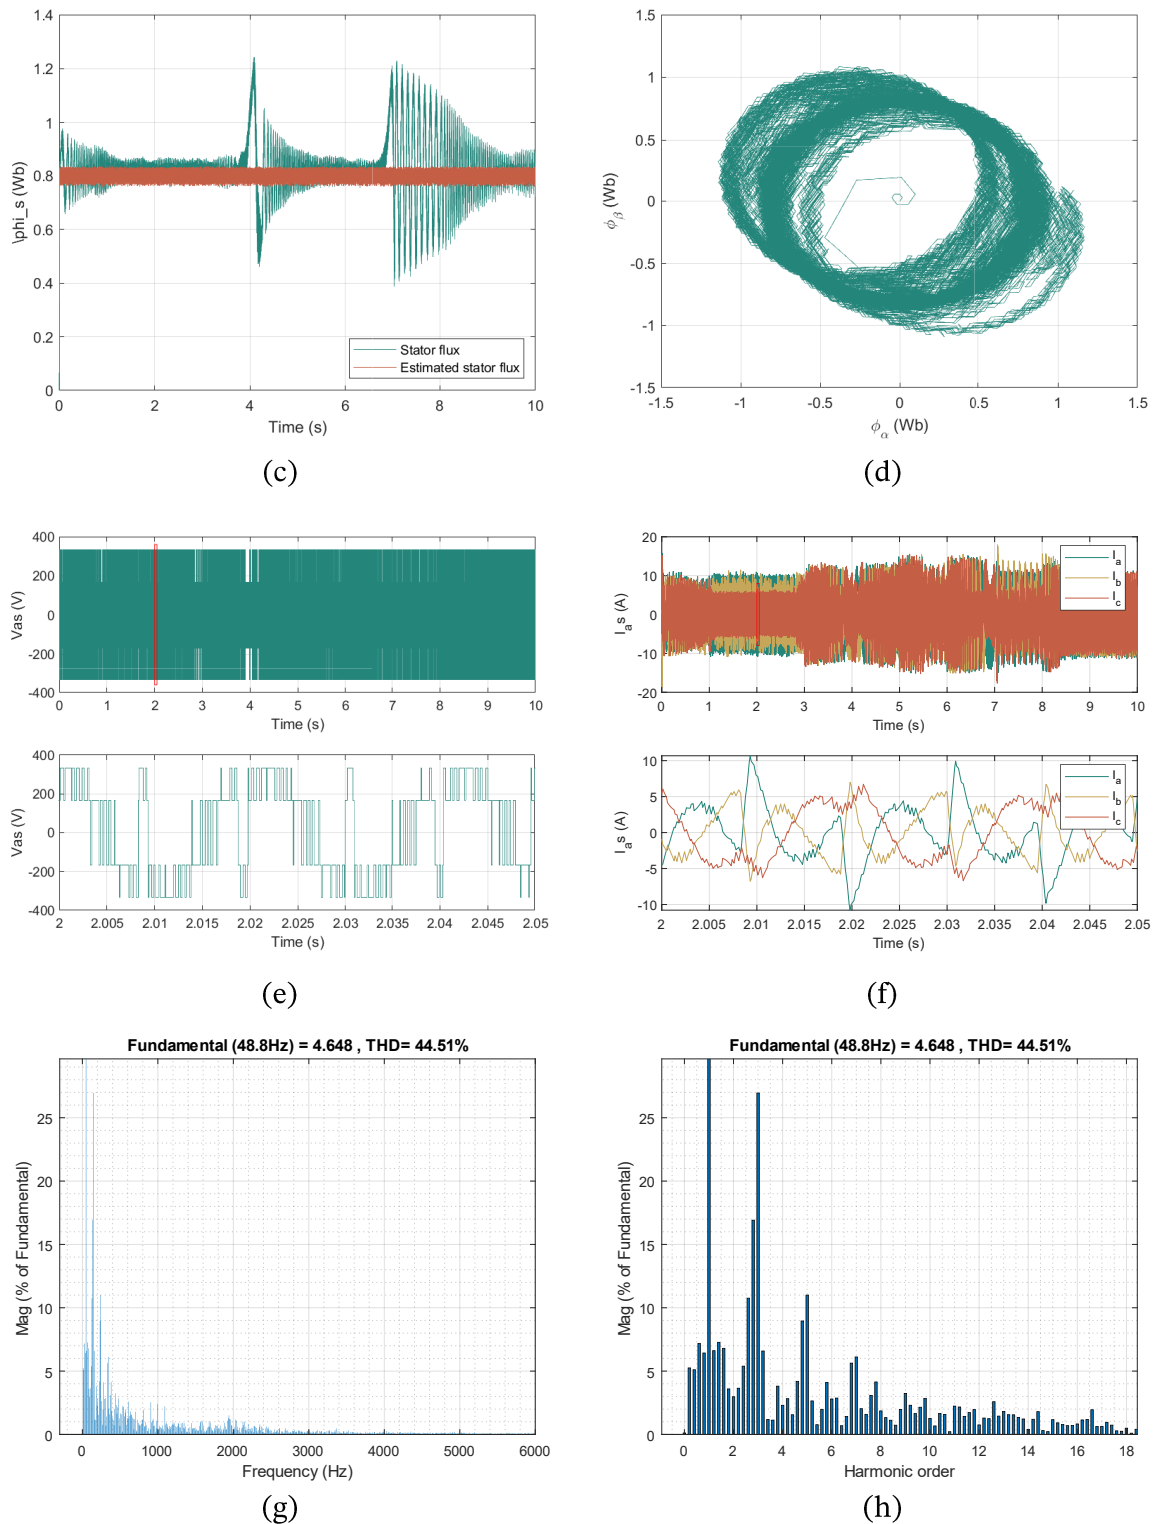 1.4
1.2
1
0.8
0.6
0.4
0.2
0
\phi_s (Wb)
Stator flux
Estimated stator flux
0 2 4 6 8 10
Time (s)
(c)
1.5
1
0.5
0
-0.5
-1
-1.5
ϕ_β (Wb)
-1.5 -1 -0.5 0 0.5 1 1.5
ϕ_α (Wb)
(d)
400
200
0
-200
-400
Vas (V)
0 1 2 3 4 5 6 7 8 9 10
Time (s)
400
200
0
-200
-400
Vas (V)
2 2.005 2.01 2.015 2.02 2.025 2.03 2.035 2.04 2.045 2.05
Time (s)
(e)
20
10
0
-10
-20
I_as (A)
I_a
I_b
I_c
0 1 2 3 4 5 6 7 8 9 10
Time (s)
10
5
0
-5
-10
I_as (A)
I_a
I_b
I_c
2 2.005 2.01 2.015 2.02 2.025 2.03 2.035 2.04 2.045 2.05
Time (s)
(f)
Fundamental (48.8Hz) = 4.648 , THD= 44.51%
25
20
15
10
5
0
Mag (% of Fundamental)
0 1000 2000 3000 4000 5000 6000
Frequency (Hz)
(g)
Fundamental (48.8Hz) = 4.648 , THD= 44.51%
25
20
15
10
5
0
Mag (% of Fundamental)
0 2 4 6 8 10 12 14 16 18
Harmonic order
(h)